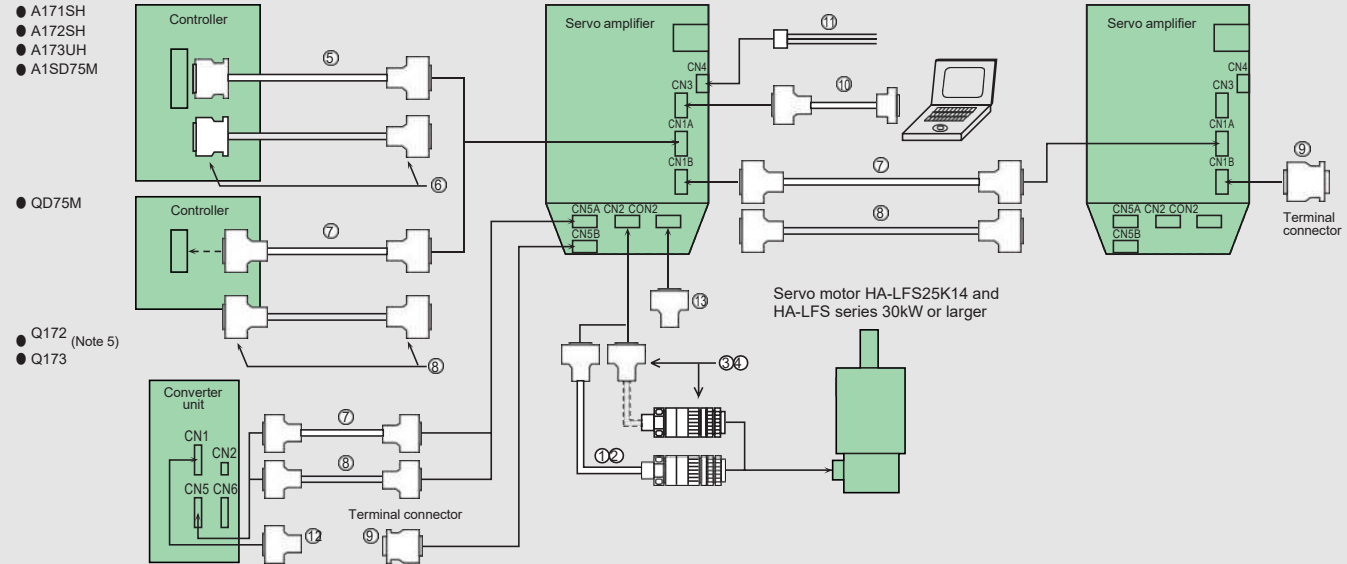 ● A171SH
● A172SH
● A173UH
● A1SD75M
Controller
⑤
⑥
● QD75M
Controller
⑦
● Q172 (Note 5)
● Q173
⑧
Converter unit
CN1
CN2
CN5 CN6
⑦
⑧
⑫
Terminal connector
⑨
Servo amplifier
CN4
CN3
CN1A
CN1B
CN5A CN2 CON2
CN5B
⑪
⑩
⑦
⑧
⑬
③④
①②
Servo motor HA-LFS25K14 and
HA-LFS series 30kW or larger
Servo amplifier
CN4
CN3
CN1A
CN1B
CN5A CN2 CON2
CN5B
⑨
Terminal
connector